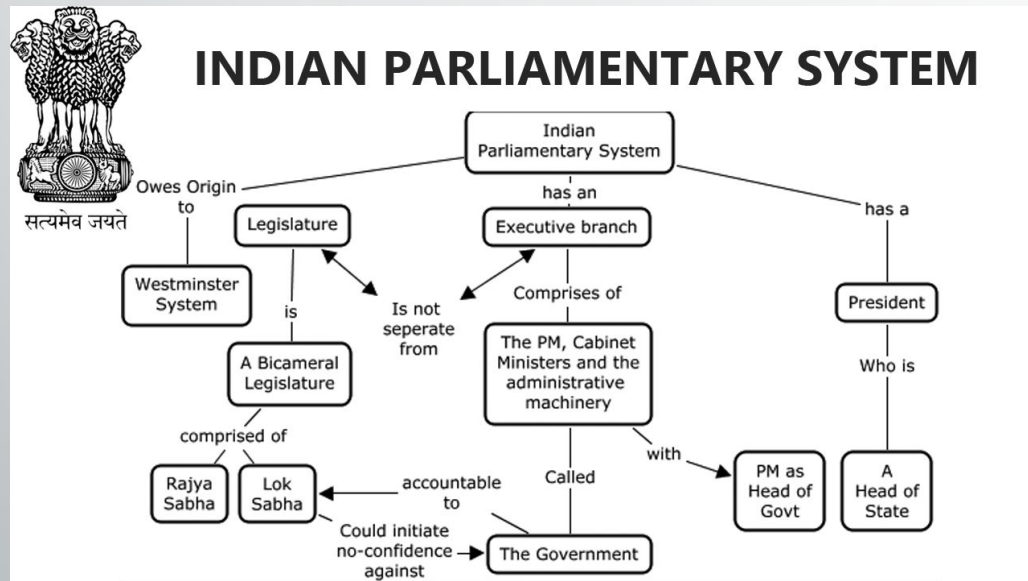 INDIAN PARLIAMENTARY SYSTEM
सत्यमेव जयते
Indian
Parliamentary System
Owes Origin
to
has an
has a
Legislature
Executive branch
Westminster
System
is
Is not
seperate
from
Comprises of
President
A Bicameral
Legislature
The PM, Cabinet
Ministers and the
administrative
machinery
Who is
comprised of
with
Rajya
Sabha
Lok
Sabha
accountable
to
Called
PM as
Head of
Govt
A
Head of
State
Could initiate
no-confidence
against
The Government